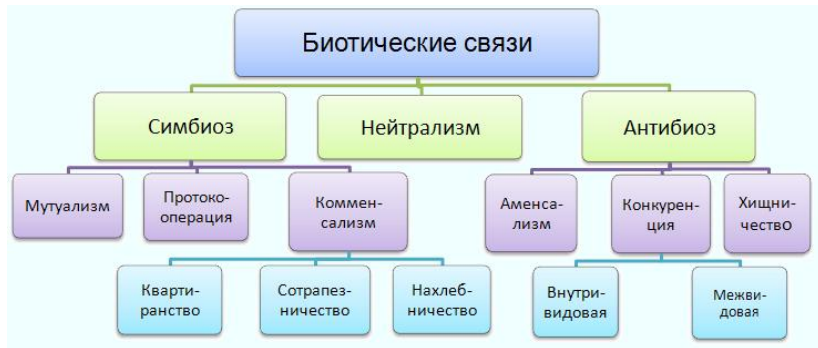 Биотические связи
Симбиоз
Нейтрализм
Антибиоз
Мутуализм
Протоко-
операция
Коммен-
сализм
Аменса-
лизм
Конкурен-
ция
Хищни-
чество
Кварти-
ранство
Сотрапез-
ничество
Нахлеб-
ничество
Внутри-
видовая
Межви-
довая